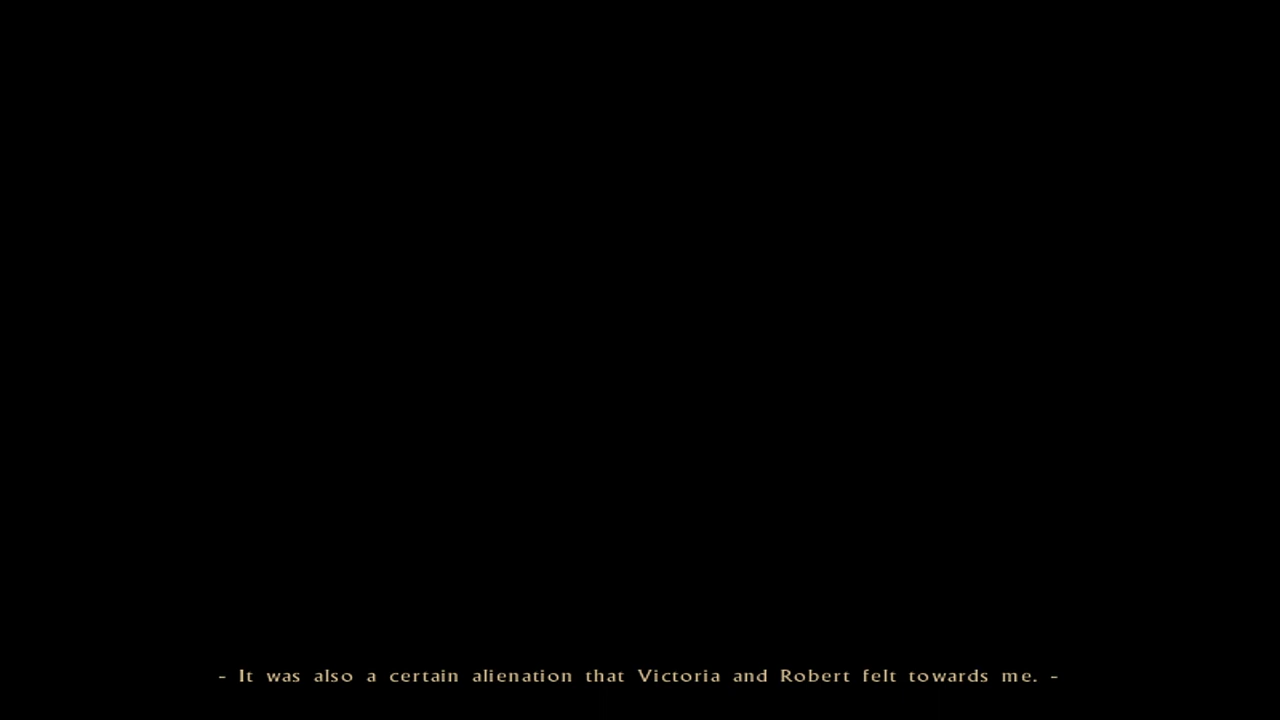 - It was also a certain alienation that Victoria and Robert felt towards me. -